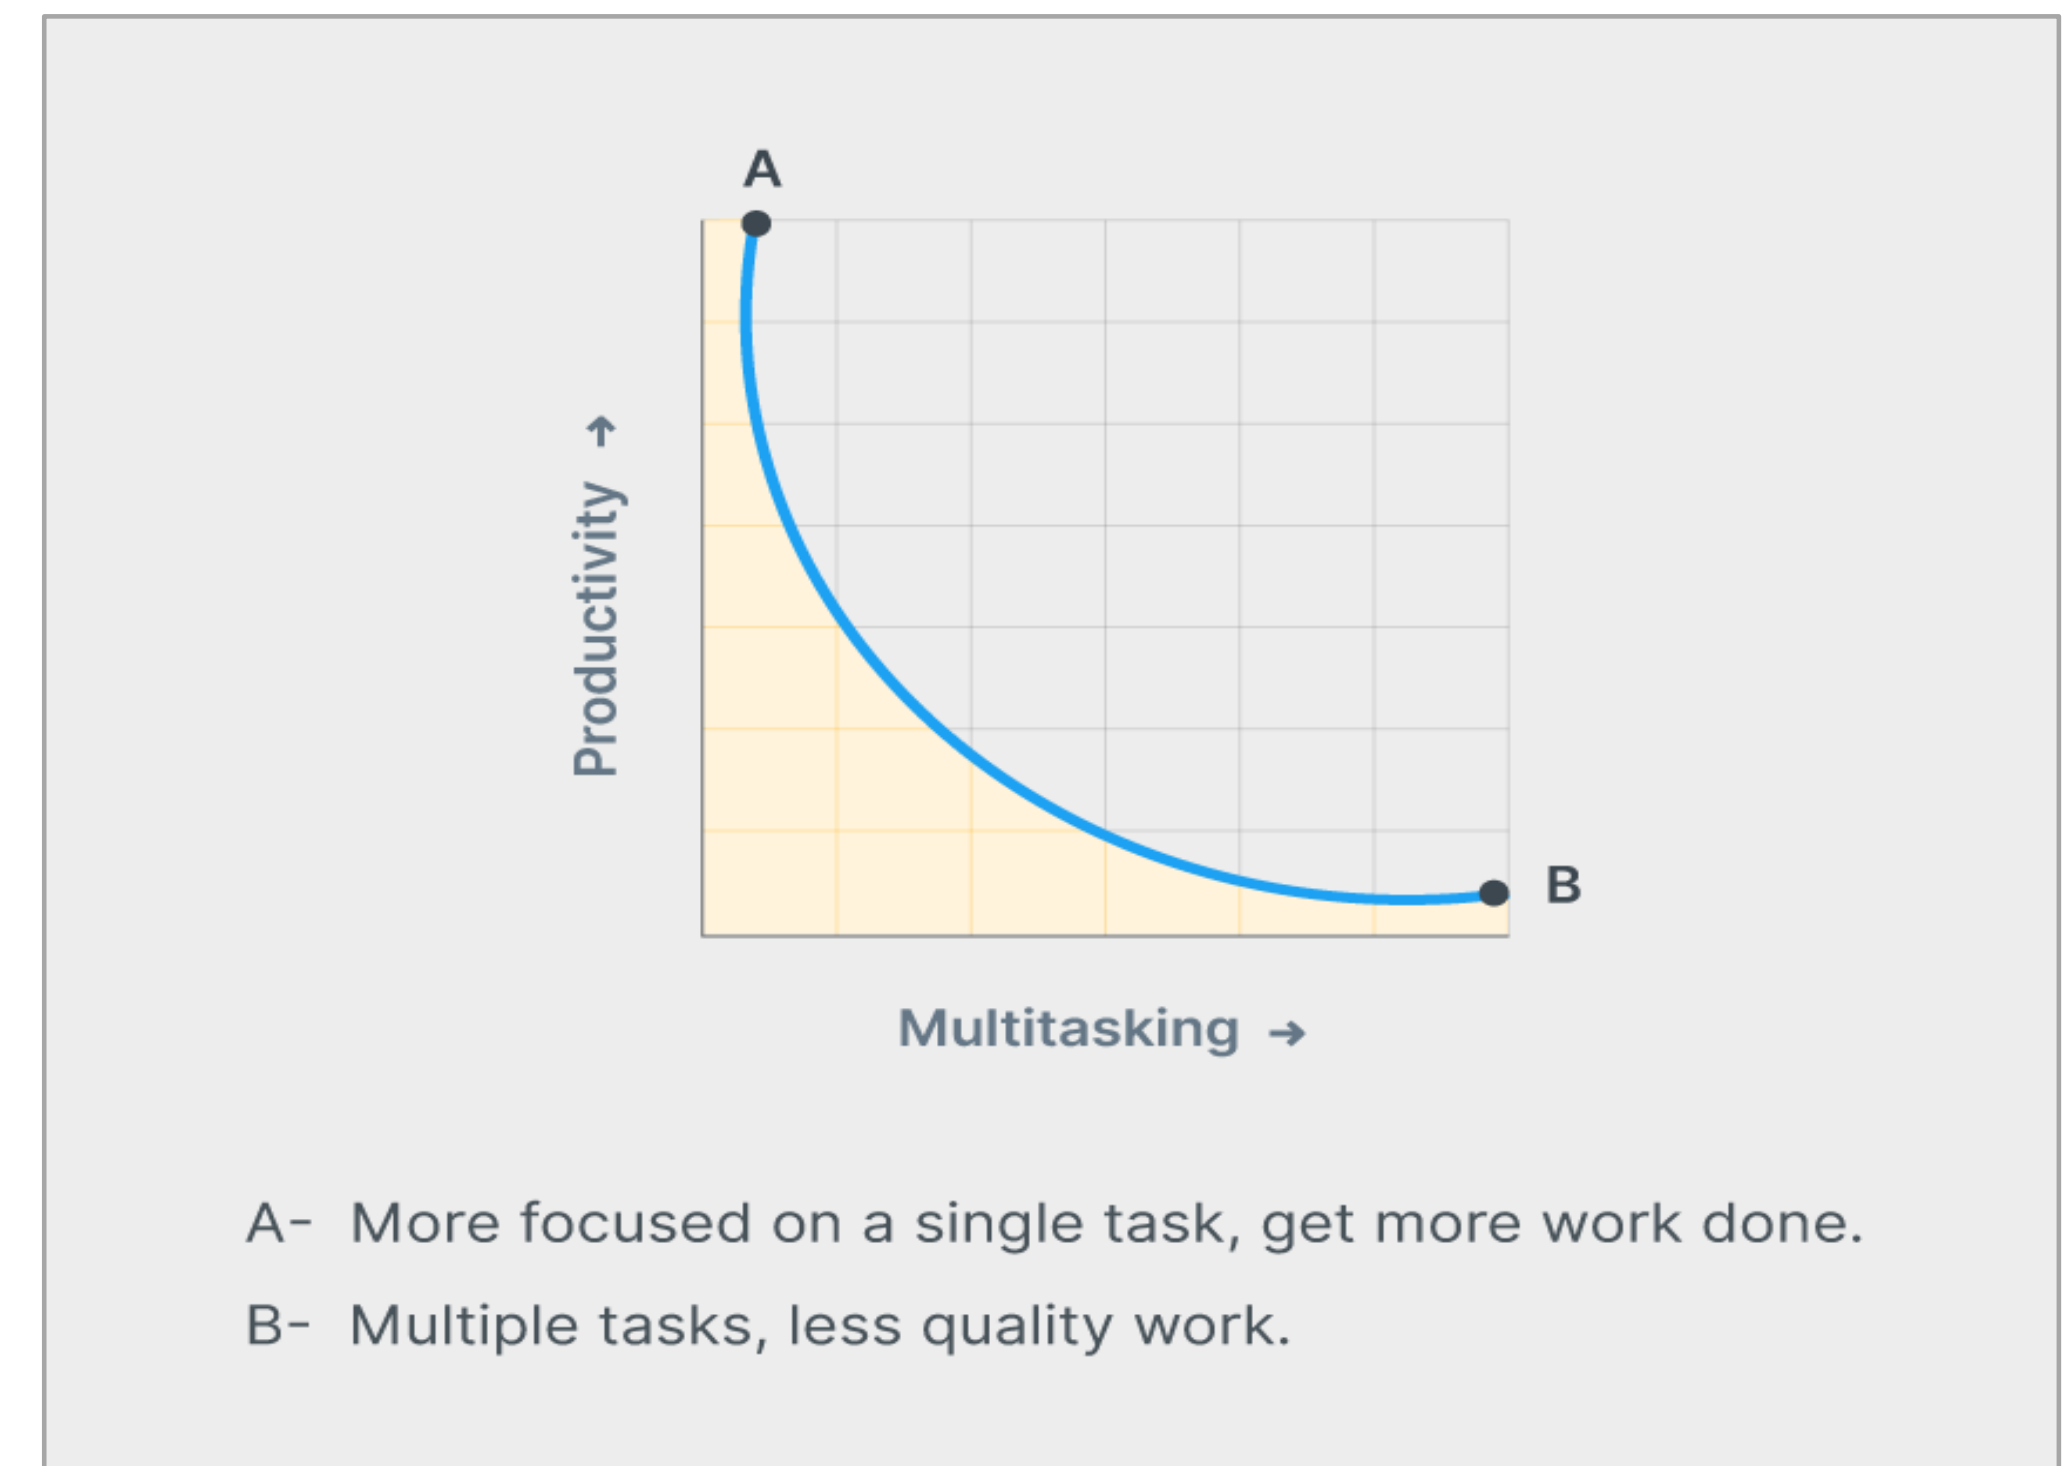 A
Productivity →
B
Multitasking →
A- More focused on a single task, get more work done.
B- Multiple tasks, less quality work.